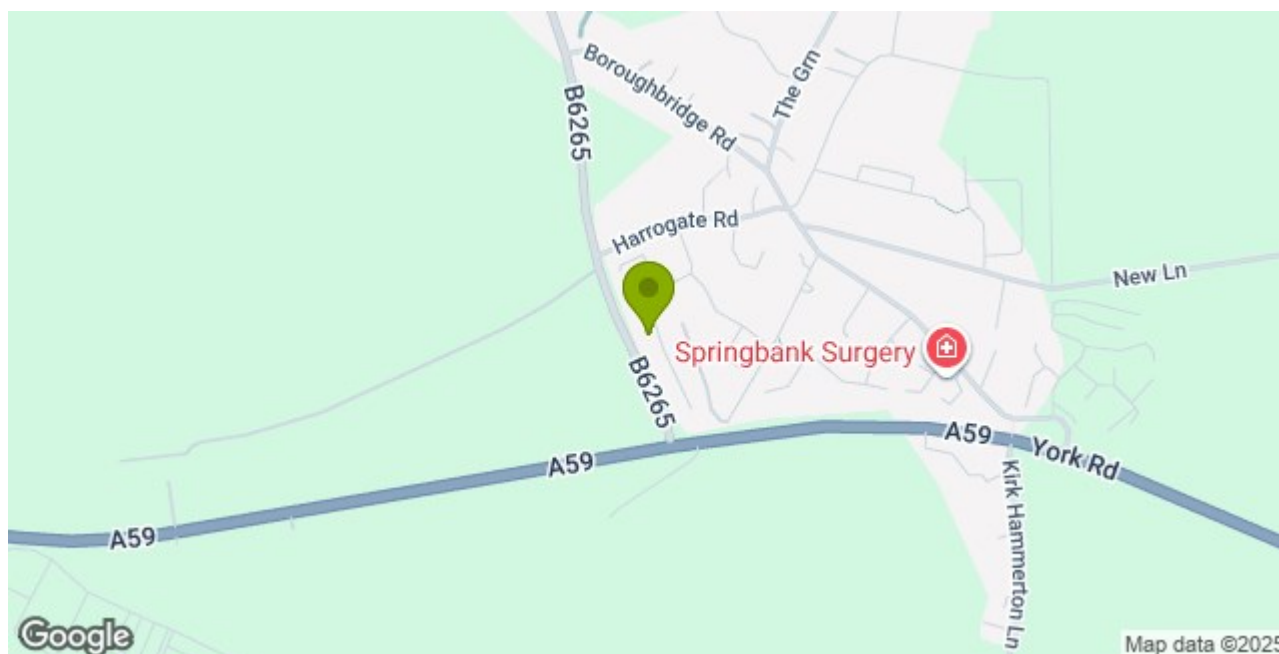 The Grn
Boroughbridge Rd
B6265
Harrogate Rd
New Ln
Springbank Surgery
B6265
A59
York Rd
A59
Kirk Hammerton Ln
A59
Google
Map data ©2025